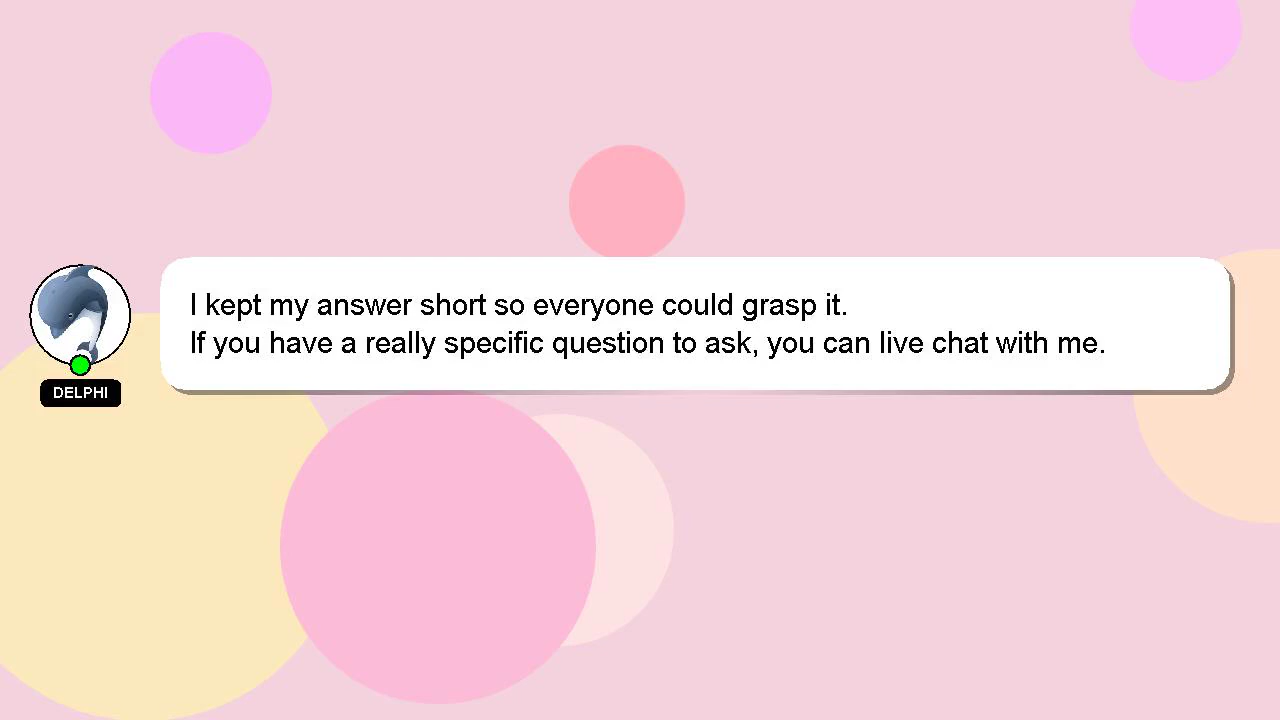 I kept my answer short so everyone could grasp it.
If you have a really specific question to ask, you can live chat with me.
DELPHI